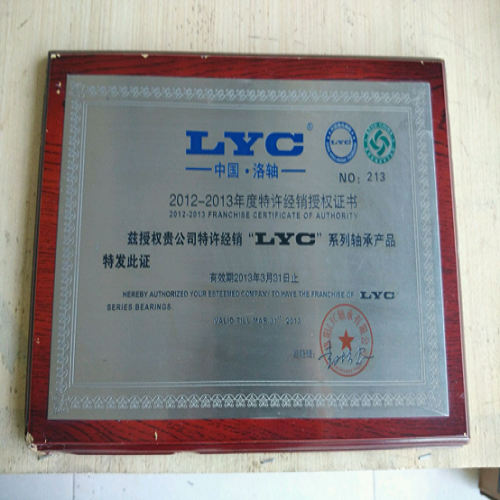 LYC®
中国·洛轴
NO: 213
2012-2013年度特许经销授权证书
2012-2013 FRANCHISE CERTIFICATE OF AUTHORITY
兹授权贵公司特许经销“LYC”系列轴承产品
特发此证
有效期2013年3月31日止
HEREBY AUTHORIZED YOUR ESTEEMED COMPANY TO HAVE THE FRANCHISE OF LYC
SERIES BEARINGS.
VALID TILL MAR 31ST 2013